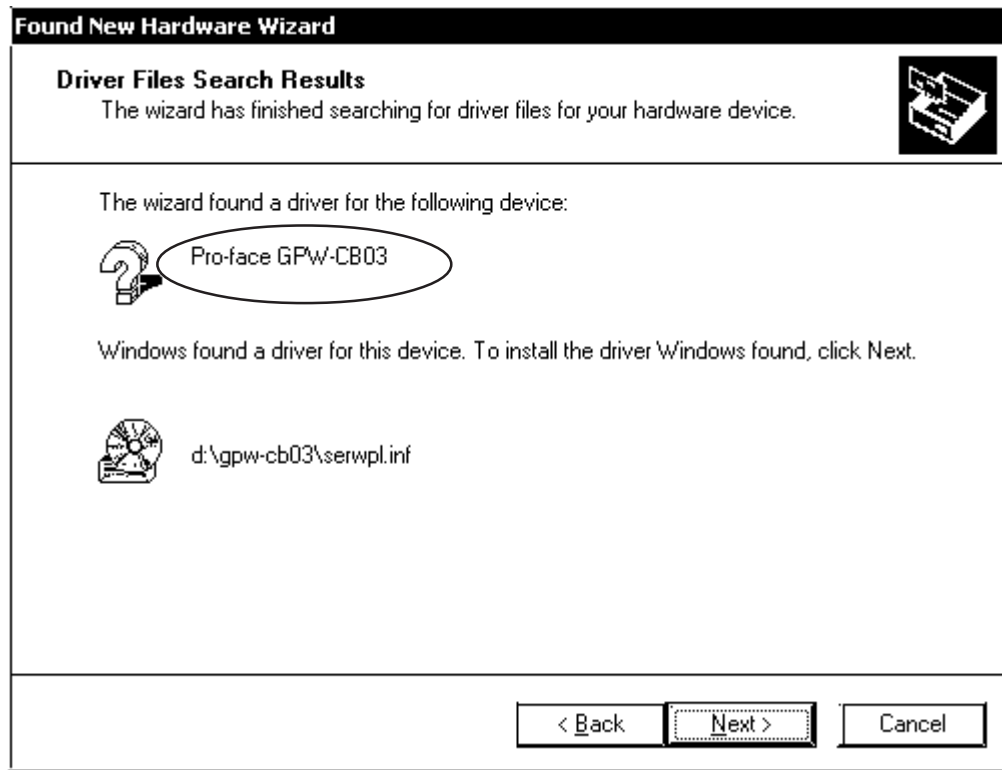 Found New Hardware Wizard
Driver Files Search Results
The wizard has finished searching for driver files for your hardware device.
The wizard found a driver for the following device:
Pro-face GPW-CB03
Windows found a driver for this device. To install the driver Windows found, click Next.
d:\gpw-cb03\serwpl.inf
< Back Next > Cancel